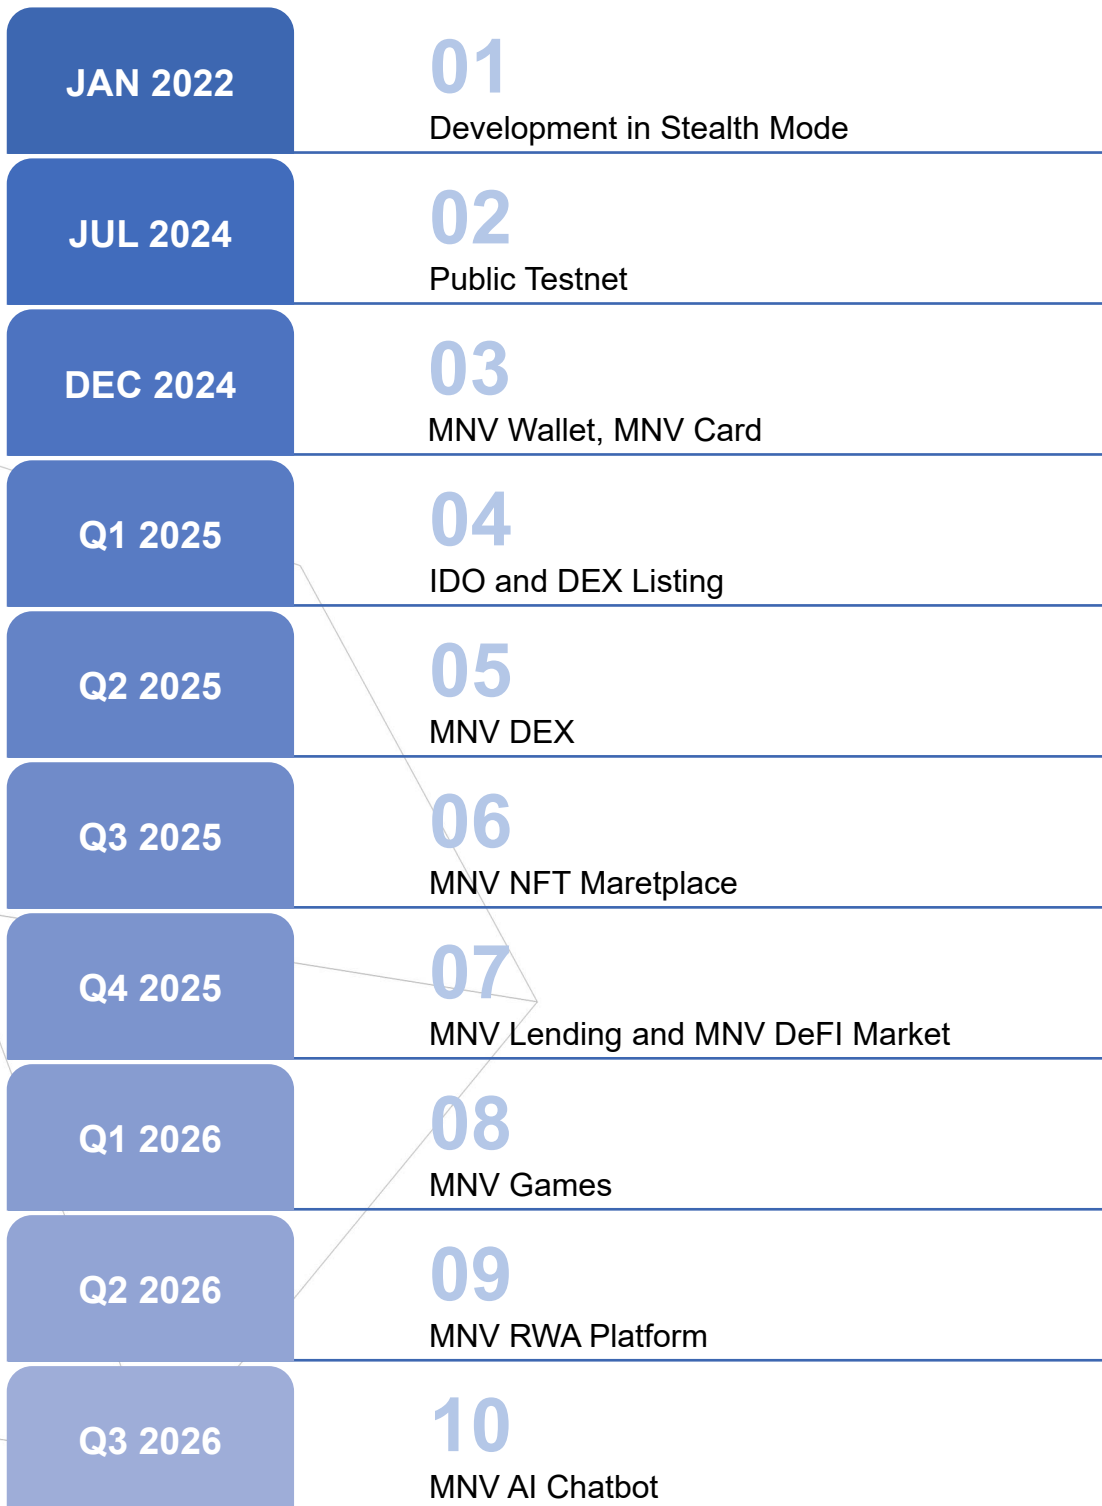 JAN 2022
01
Development in Stealth Mode
JUL 2024
02
Public Testnet
DEC 2024
03
MNV Wallet, MNV Card
Q1 2025
04
IDO and DEX Listing
Q2 2025
05
MNV DEX
Q3 2025
06
MNV NFT Maretplace
Q4 2025
07
MNV Lending and MNV DeFI Market
Q1 2026
08
MNV Games
Q2 2026
09
MNV RWA Platform
Q3 2026
10
MNV AI Chatbot